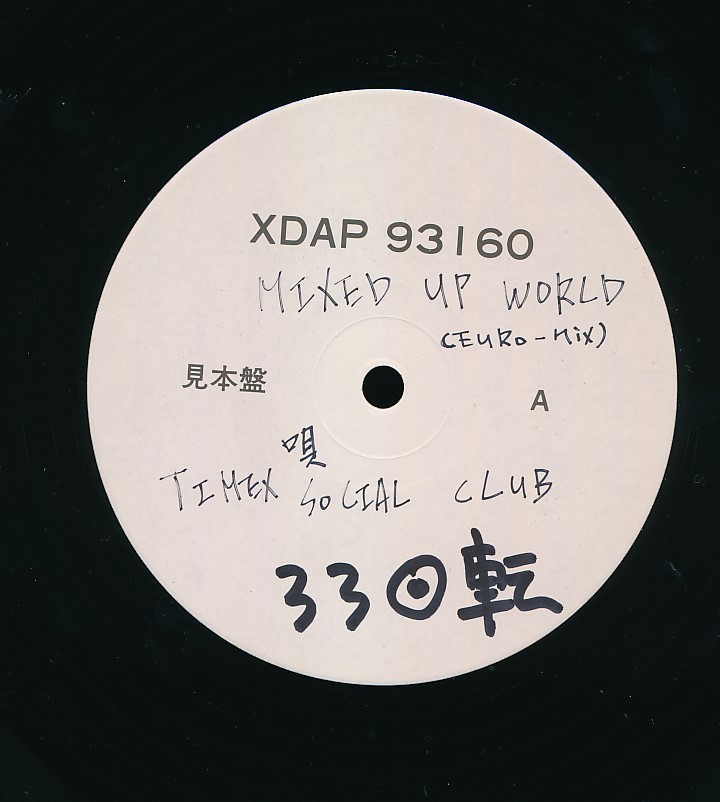 XDAP 93160
MIXED UP WORLD
(EURO-MIX)
見本盤
A
唄
TIMEX SOCIAL CLUB
33回転